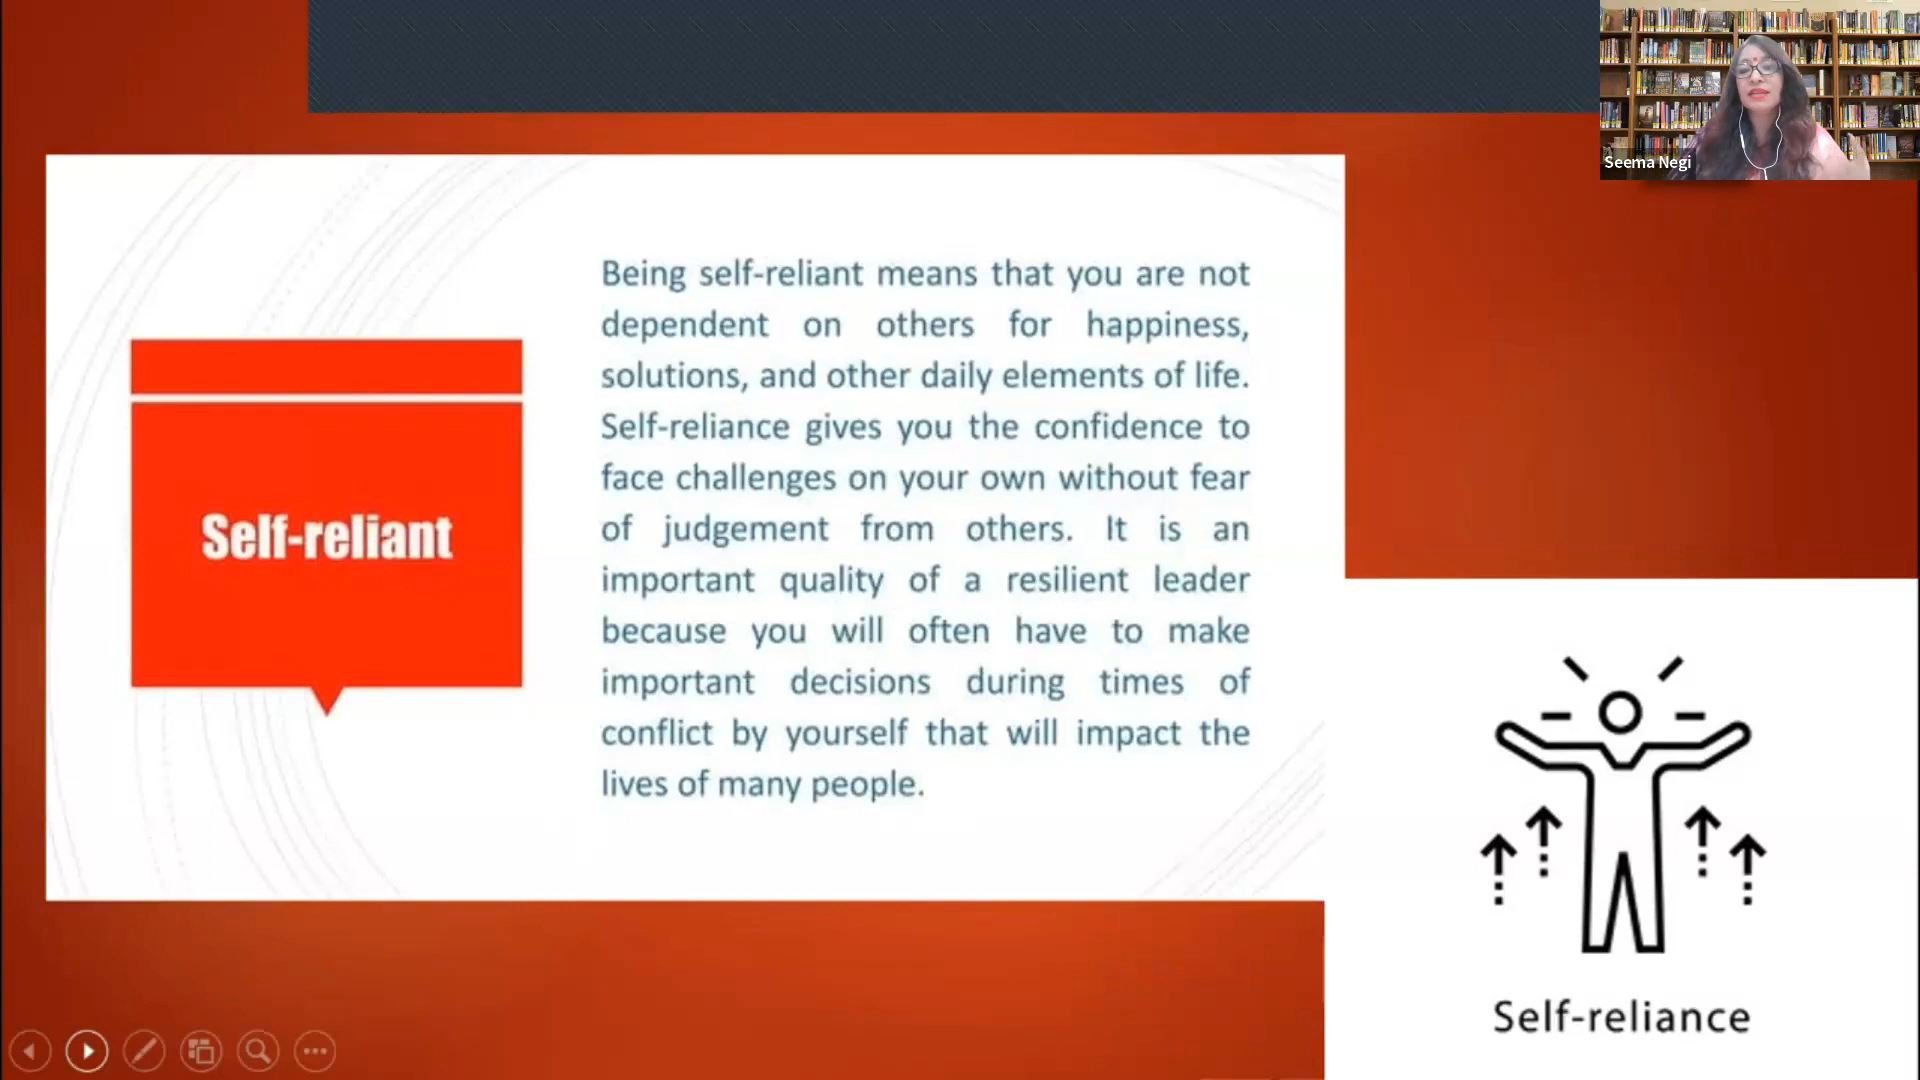 Seema Negi
Self-reliant
Being self-reliant means that you are not
dependent on others for happiness,
solutions, and other daily elements of life.
Self-reliance gives you the confidence to
face challenges on your own without fear
of judgement from others. It is an
important quality of a resilient leader
because you will often have to make
important decisions during times of
conflict by yourself that will impact the
lives of many people.
Self-reliance